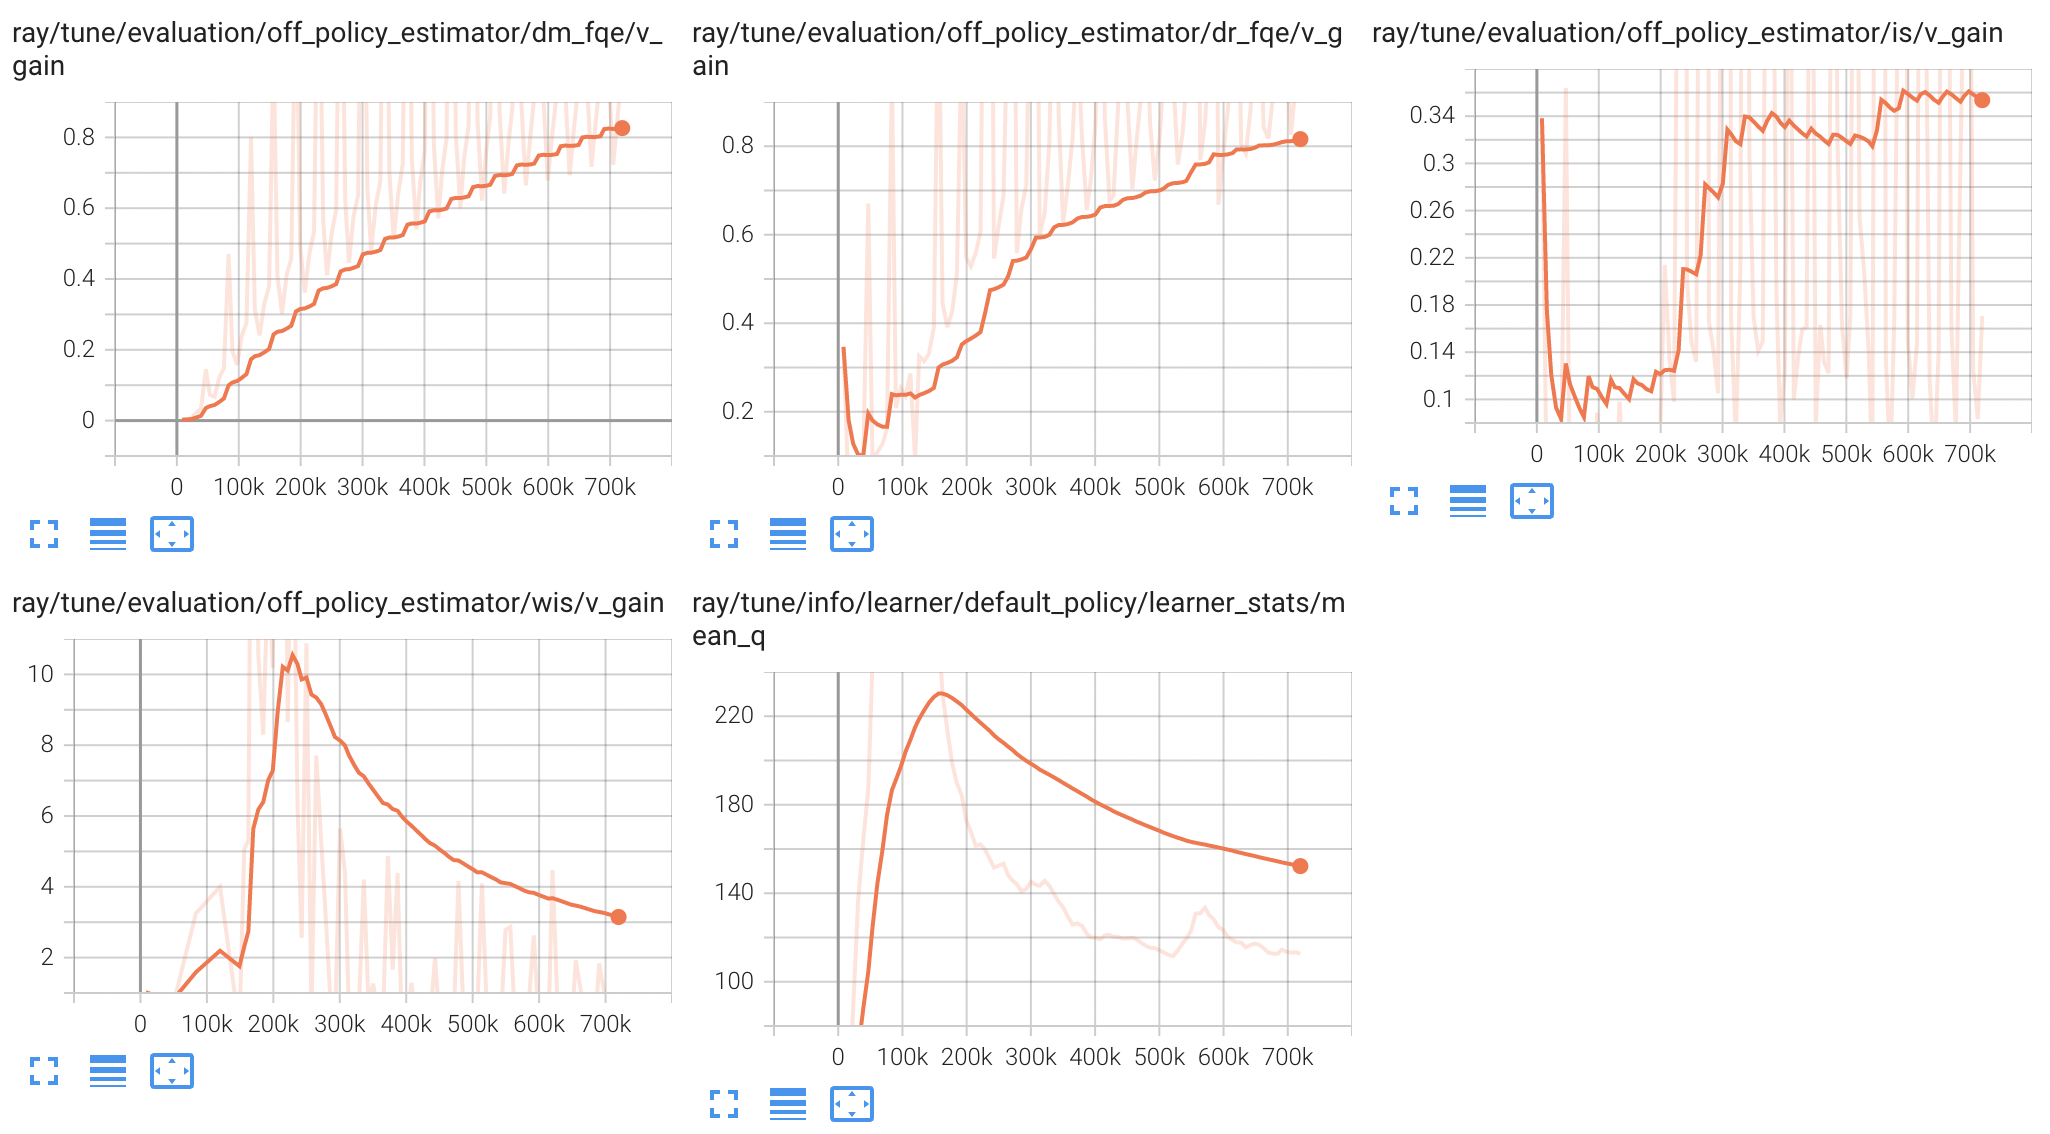 ray/tune/evaluation/off_policy_estimator/dm_fqe/v_
gain
0.8
0.6
0.4
0.2
0
0 100k 200k 300k 400k 500k 600k 700k
ray/tune/evaluation/off_policy_estimator/dr_fqe/v_g
ain
0.8
0.6
0.4
0.2
0 100k 200k 300k 400k 500k 600k 700k
ray/tune/evaluation/off_policy_estimator/is/v_gain
0.34
0.3
0.26
0.22
0.18
0.14
0.1
0 100k 200k 300k 400k 500k 600k 700k
ray/tune/evaluation/off_policy_estimator/wis/v_gain
10
8
6
4
2
0 100k 200k 300k 400k 500k 600k 700k
ray/tune/info/learner/default_policy/learner_stats/m
ean_q
220
180
140
100
0 100k 200k 300k 400k 500k 600k 700k